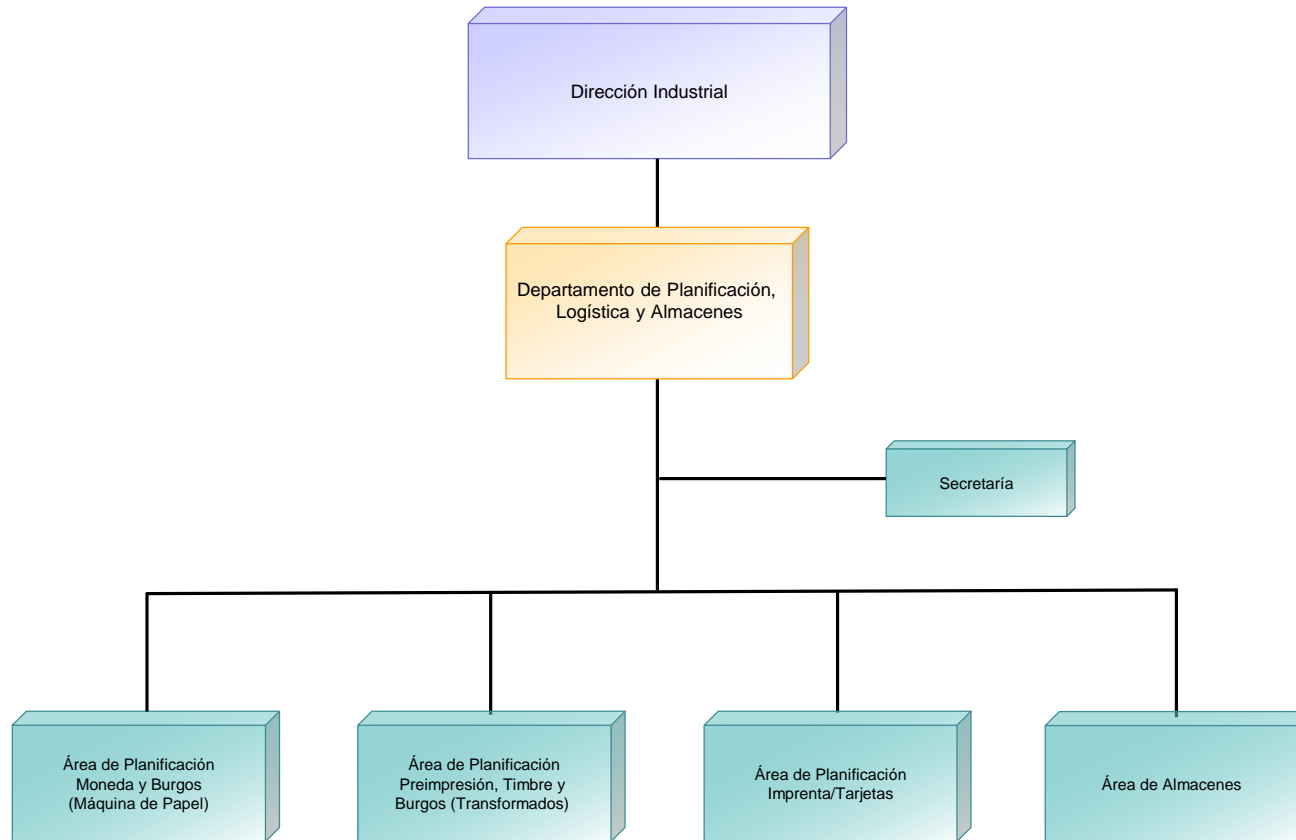 Dirección Industrial
Departamento de Planificación,
Logística y Almacenes
Secretaría
Área de Planificación
Moneda y Burgos
(Máquina de Papel)
Área de Planificación
Preimpresión, Timbre y
Burgos (Transformados)
Área de Planificación
Imprenta/Tarjetas
Área de Almacenes